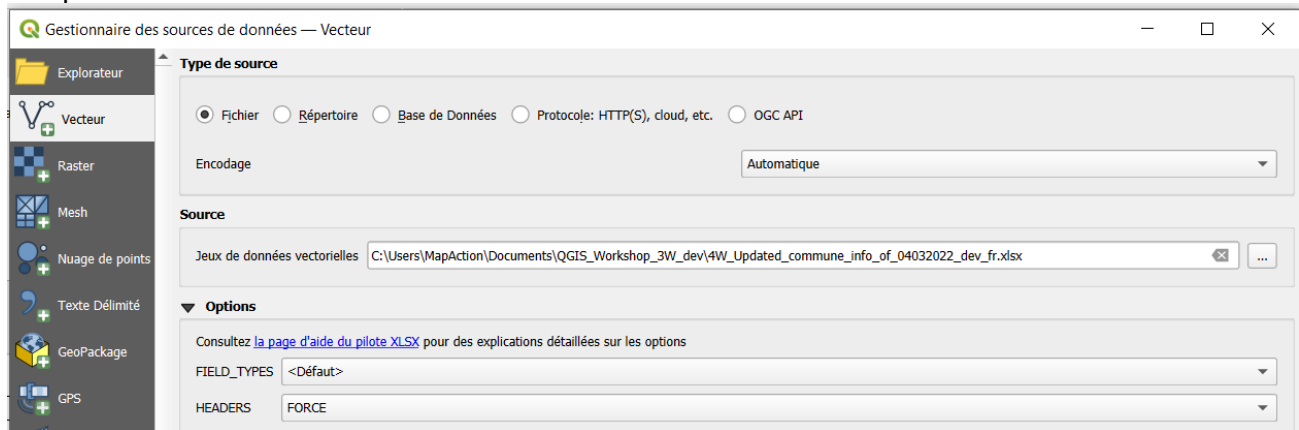 Gestionnaire des sources de données — Vecteur
Explorateur
Vecteur
Raster
Mesh
Nuage de points
Texte Délimité
GeoPackage
GPS
Type de source
Fichier Répertoire Base de Données Protocole: HTTP(S), cloud, etc. OGC API
Encodage Automatique
Source
Jeux de données vectorielles C:\Users\MapAction\Documents\QGIS_Workshop_3W_dev\4W_Updated_commune_info_of_04032022_dev_fr.xlsx ...
Options
Consultez la page d'aide du pilote XLSX pour des explications détaillées sur les options
FIELD_TYPES <Défaut>
HEADERS FORCE